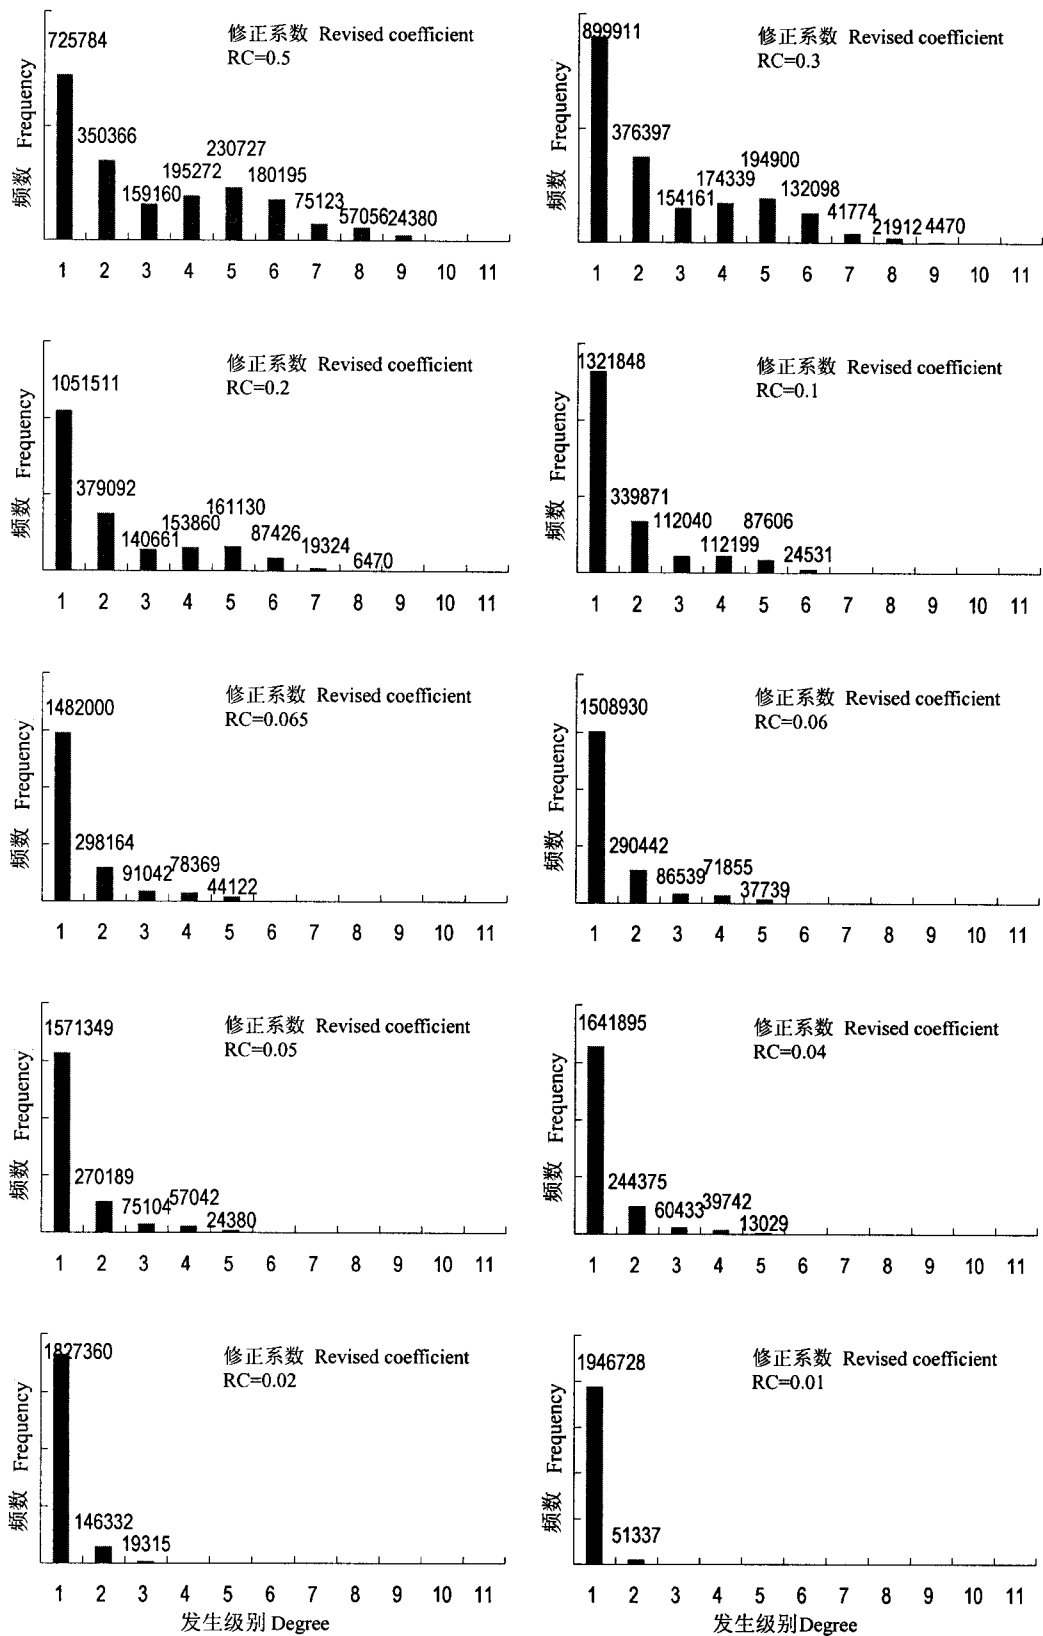 修正系数 Revised coefficient
RC=0.5
频数 Frequency
725784
350366
159160
195272
230727
180195
75123
57056
24380
1 2 3 4 5 6 7 8 9 10 11
修正系数 Revised coefficient
RC=0.3
频数 Frequency
899911
376397
154161
174339
194900
132098
41774
21912
4470
1 2 3 4 5 6 7 8 9 10 11
修正系数 Revised coefficient
RC=0.2
频数 Frequency
1051511
379092
140661
153860
161130
87426
19324
6470
1 2 3 4 5 6 7 8 9 10 11
修正系数 Revised coefficient
RC=0.1
频数 Frequency
1321848
339871
112040
112199
87606
24531
1 2 3 4 5 6 7 8 9 10 11
修正系数 Revised coefficient
RC=0.065
频数 Frequency
1482000
298164
91042
78369
44122
1 2 3 4 5 6 7 8 9 10 11
修正系数 Revised coefficient
RC=0.06
频数 Frequency
1508930
290442
86539
71855
37739
1 2 3 4 5 6 7 8 9 10 11
修正系数 Revised coefficient
RC=0.05
频数 Frequency
1571349
270189
75104
57042
24380
1 2 3 4 5 6 7 8 9 10 11
修正系数 Revised coefficient
RC=0.04
频数 Frequency
1641895
244375
60433
39742
13029
1 2 3 4 5 6 7 8 9 10 11
修正系数 Revised coefficient
RC=0.02
频数 Frequency
1827360
146332
19315
1 2 3 4 5 6 7 8 9 10 11
发生级别 Degree
修正系数 Revised coefficient
RC=0.01
频数 Frequency
1946728
51337
1 2 3 4 5 6 7 8 9 10 11
发生级别Degree